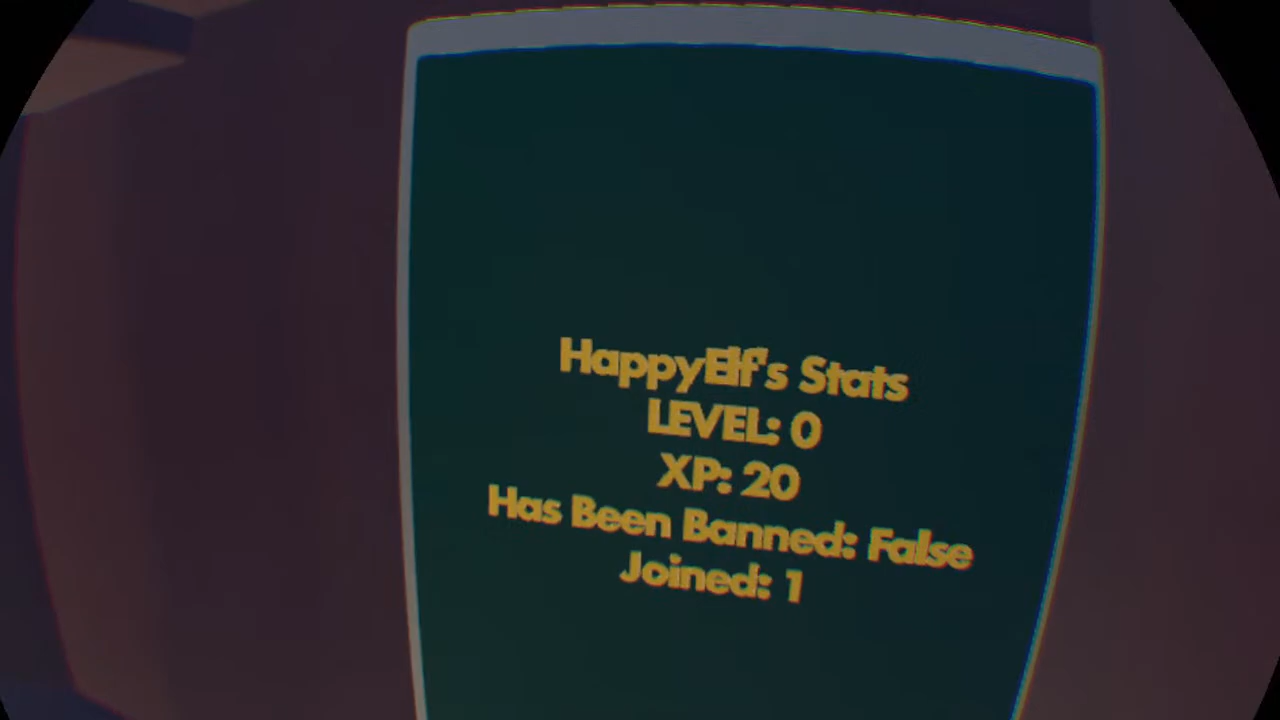 HappyElf's Stats
LEVEL: 0
XP: 20
Has Been Banned: False
Joined: 1